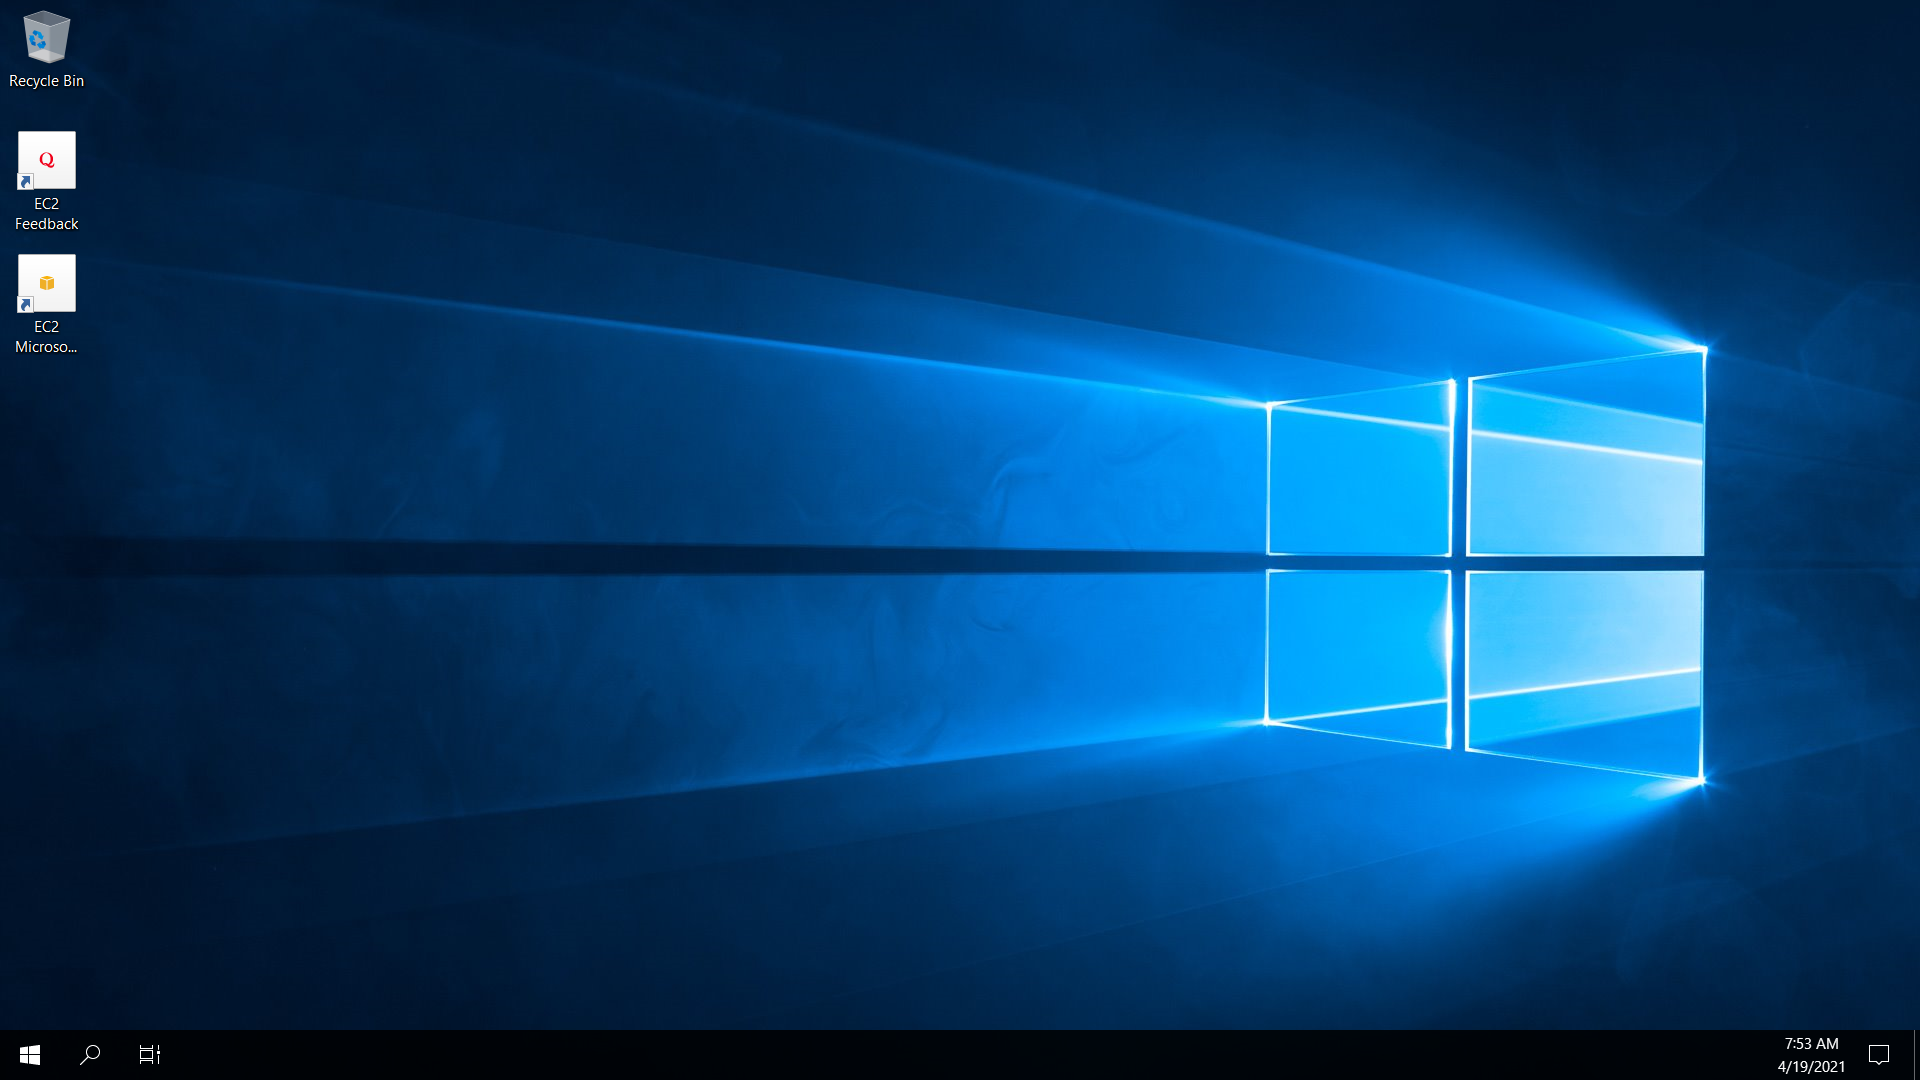 Recycle Bin
Q
EC2
Feedback
EC2
Microso...
7:53 AM
4/19/2021